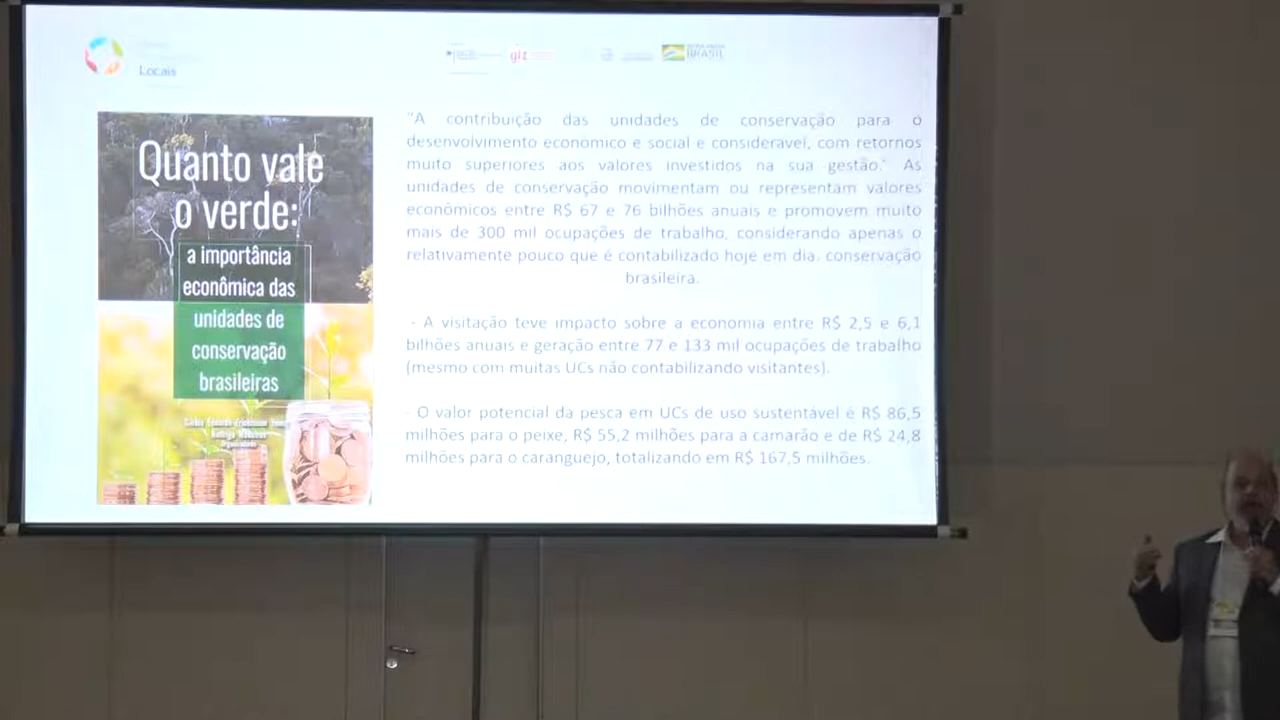 Locais
giz
BRASIL
Quanto vale
o verde:
a importância
econômica das
unidades de
conservação
brasileiras
"A contribuição das unidades de conservação para o
desenvolvimento economico e social e consideravel, com retornos
muito superiores aos valores investidos na sua gestão." As
unidades de conservação movimentam ou representam valores
econômicos entre R$ 67 e 76 bilhões anuais e promovem muito
mais de 300 mil ocupações de trabalho, considerando apenas o
relativamente pouco que é contabilizado hoje em dia. conservação
brasileira.
- A visitação teve impacto sobre a economia entre R$ 2,5 e 6,1
bilhões anuais e geração entre 77 e 133 mil ocupações de trabalho
(mesmo com muitas UCs não contabilizando visitantes).
- O valor potencial da pesca em UCs de uso sustentável é R$ 86,5
milhões para o peixe, R$ 55,2 milhões para a camarão e de R$ 24,8
milhões para o caranguejo, totalizando em R$ 167,5 milhões.